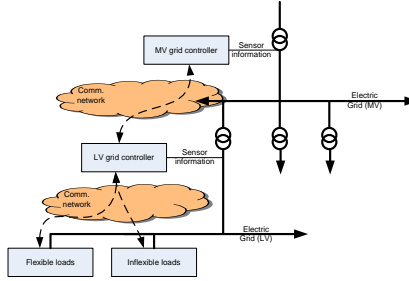 MV grid controller
Sensor
information
Comm.
network
Electric
Grid (MV)
LV grid controller
Sensor
information
Comm.
network
Electric
Grid (LV)
Flexible loads
Inflexible loads